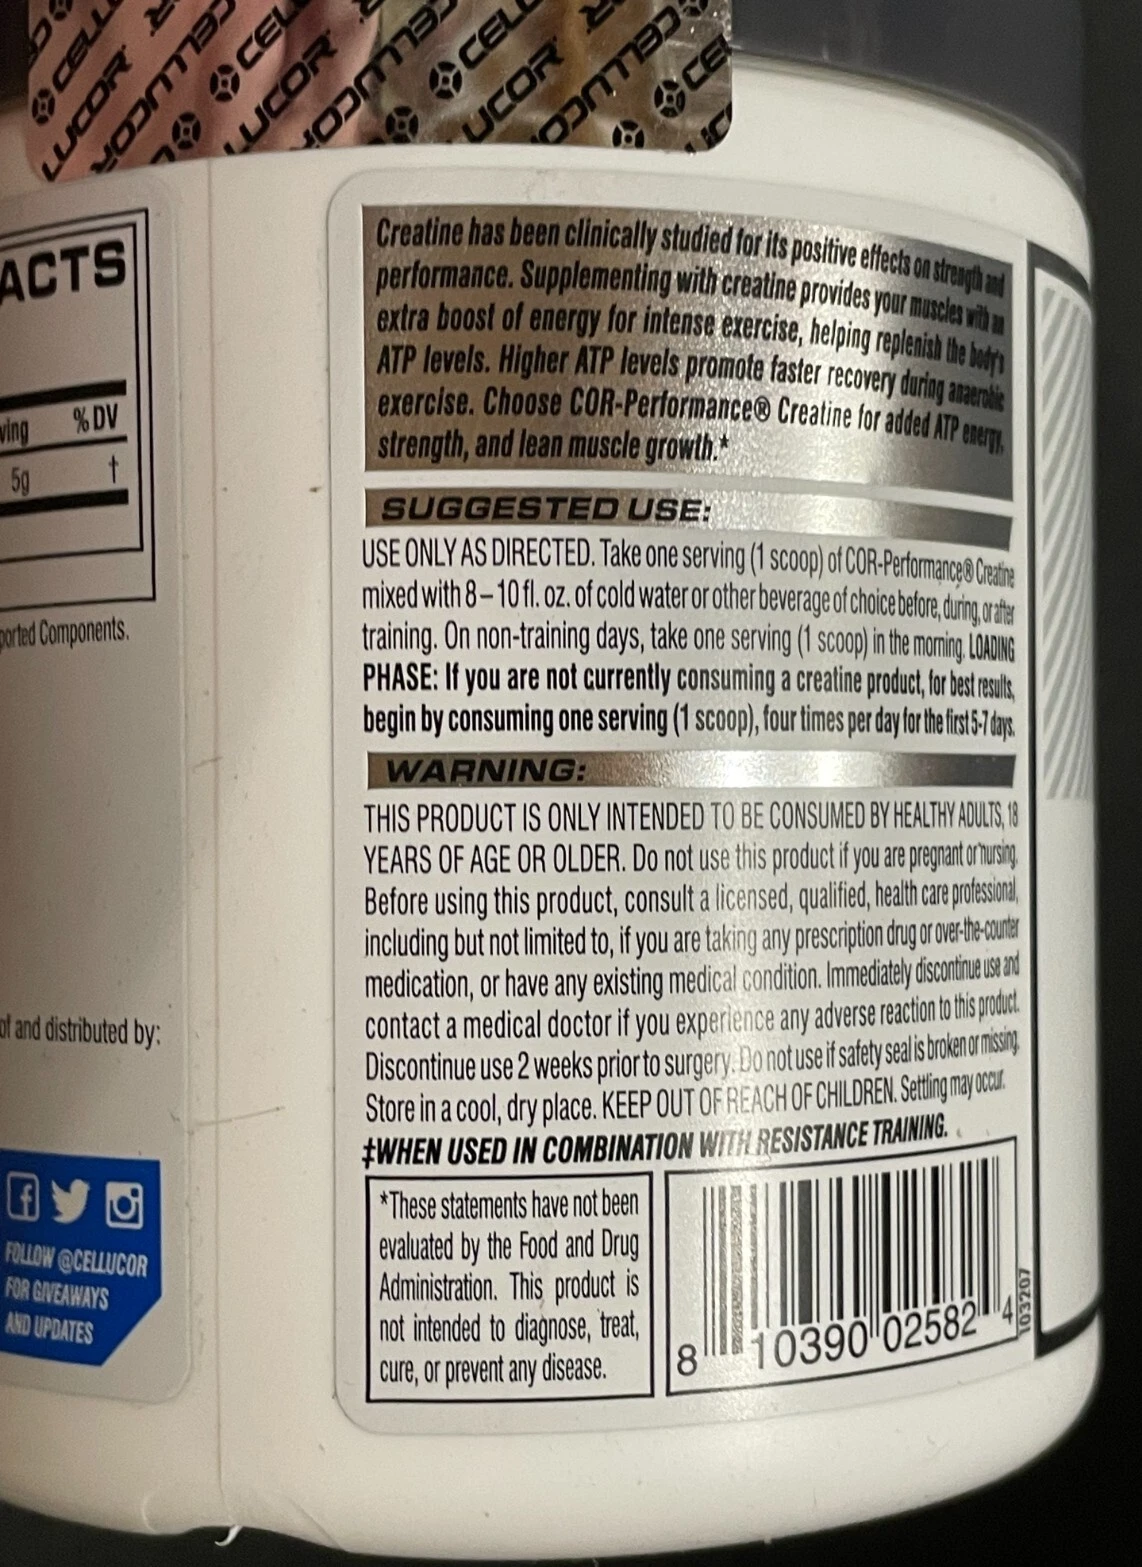 CELLUCOR
CELLUCOR
CELLUCOR
ACTS
ving % DV
5g †
ported Components.
of and distributed by:
FOLLOW @CELLUCOR
FOR GIVEAWAYS
AND UPDATES
Creatine has been clinically studied for its positive effects on strength and
performance. Supplementing with creatine provides your muscles with an
extra boost of energy for intense exercise, helping replenish the body's
ATP levels. Higher ATP levels promote faster recovery during anaerobic
exercise. Choose COR-Performance® Creatine for added ATP energy,
strength, and lean muscle growth.*
SUGGESTED USE:
USE ONLY AS DIRECTED. Take one serving (1 scoop) of COR-Performance® Creatine
mixed with 8–10 fl. oz. of cold water or other beverage of choice before, during, or after
training. On non-training days, take one serving (1 scoop) in the morning. LOADING
PHASE: If you are not currently consuming a creatine product, for best results,
begin by consuming one serving (1 scoop), four times per day for the first 5-7 days.
WARNING:
THIS PRODUCT IS ONLY INTENDED TO BE CONSUMED BY HEALTHY ADULTS, 18
YEARS OF AGE OR OLDER. Do not use this product if you are pregnant or nursing.
Before using this product, consult a licensed, qualified, health care professional,
including but not limited to, if you are taking any prescription drug or over-the-counter
medication, or have any existing medical condition. Immediately discontinue use and
contact a medical doctor if you experience any adverse reaction to this product.
Discontinue use 2 weeks prior to surgery. Do not use if safety seal is broken or missing.
Store in a cool, dry place. KEEP OUT OF REACH OF CHILDREN. Settling may occur.
‡WHEN USED IN COMBINATION WITH RESISTANCE TRAINING.
*These statements have not been
evaluated by the Food and Drug
Administration. This product is
not intended to diagnose, treat,
cure, or prevent any disease.
8 10390 02582 4
103207